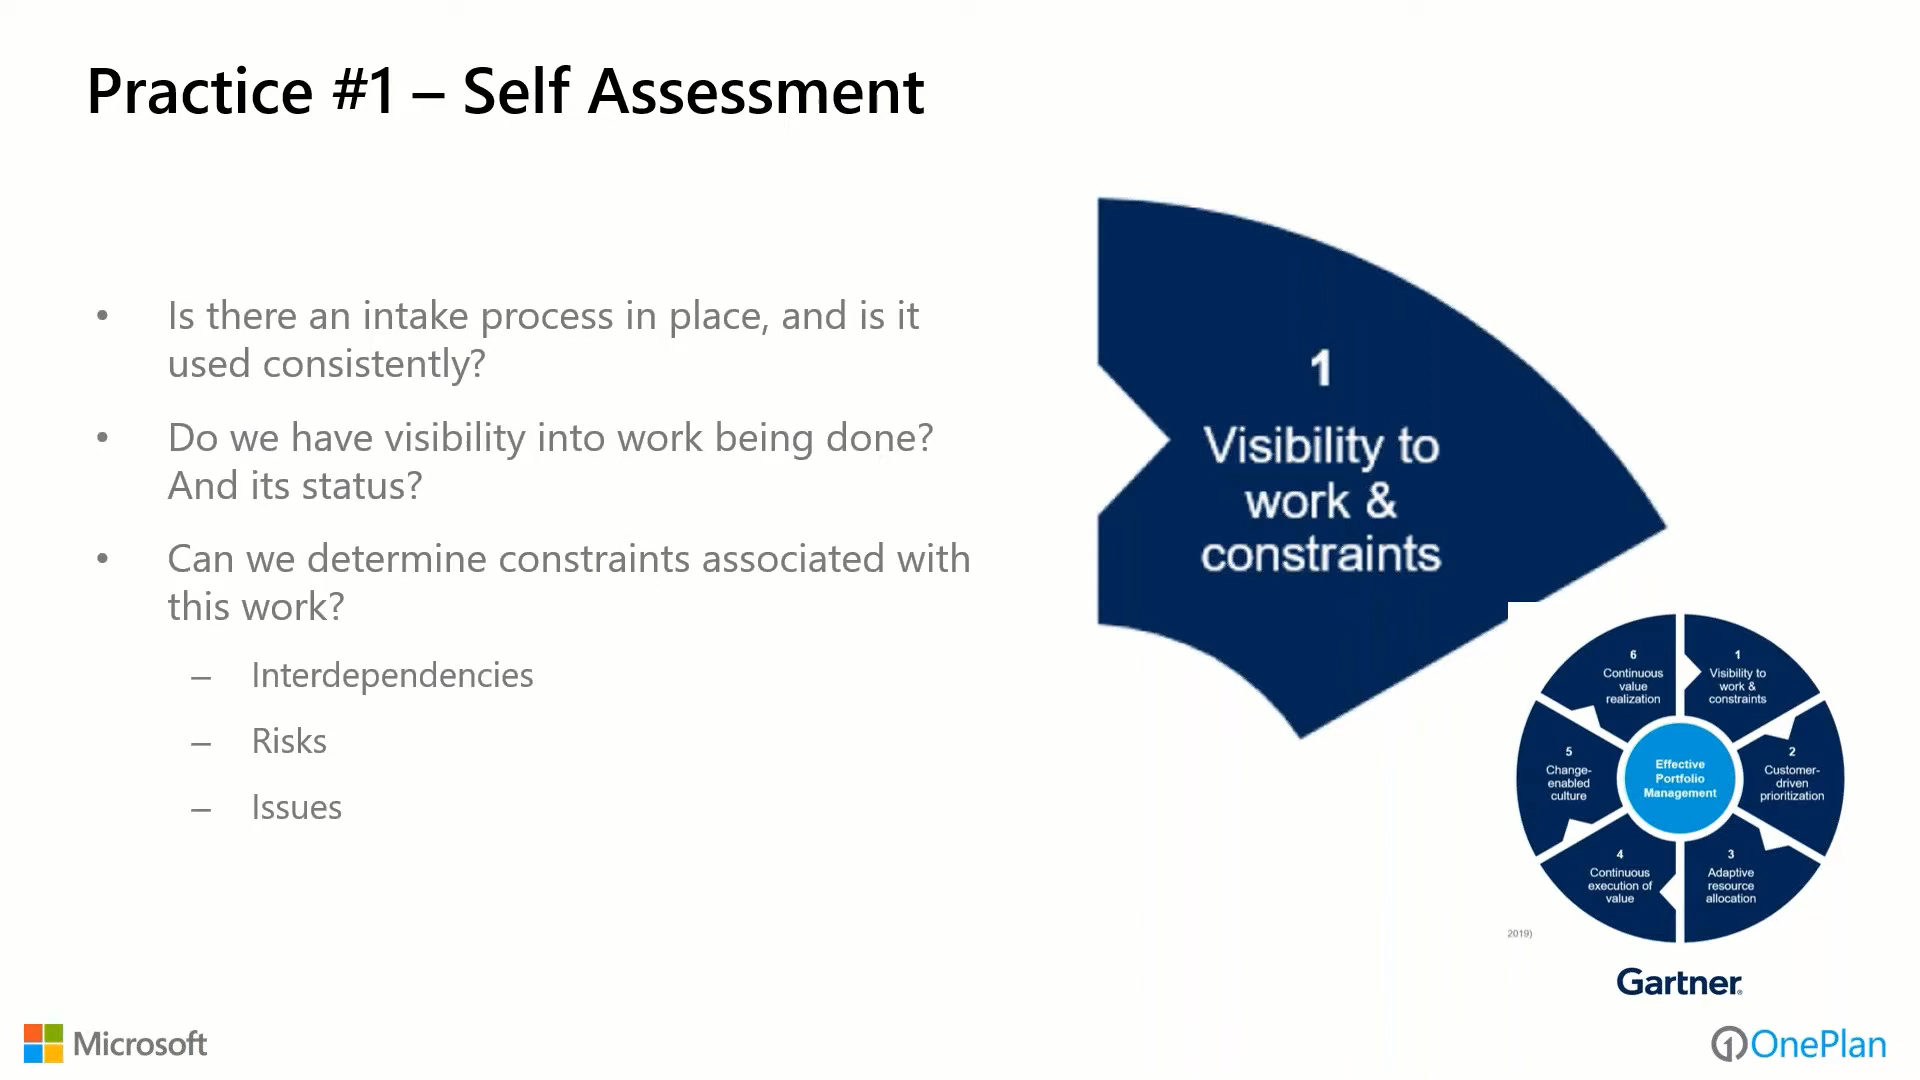 Practice #1 – Self Assessment
• Is there an intake process in place, and is it
used consistently?
• Do we have visibility into work being done?
And its status?
• Can we determine constraints associated with
this work?
– Interdependencies
– Risks
– Issues
1
Visibility to
work &
constraints
6
Continuous
value
realization
1
Visibility to
work &
constraints
5
Change-
enabled
culture
Effective
Portfolio
Management
2
Customer-
driven
prioritization
4
Continuous
execution of
value
3
Adaptive
resource
allocation
2019)
Gartner®
Microsoft
1 OnePlan